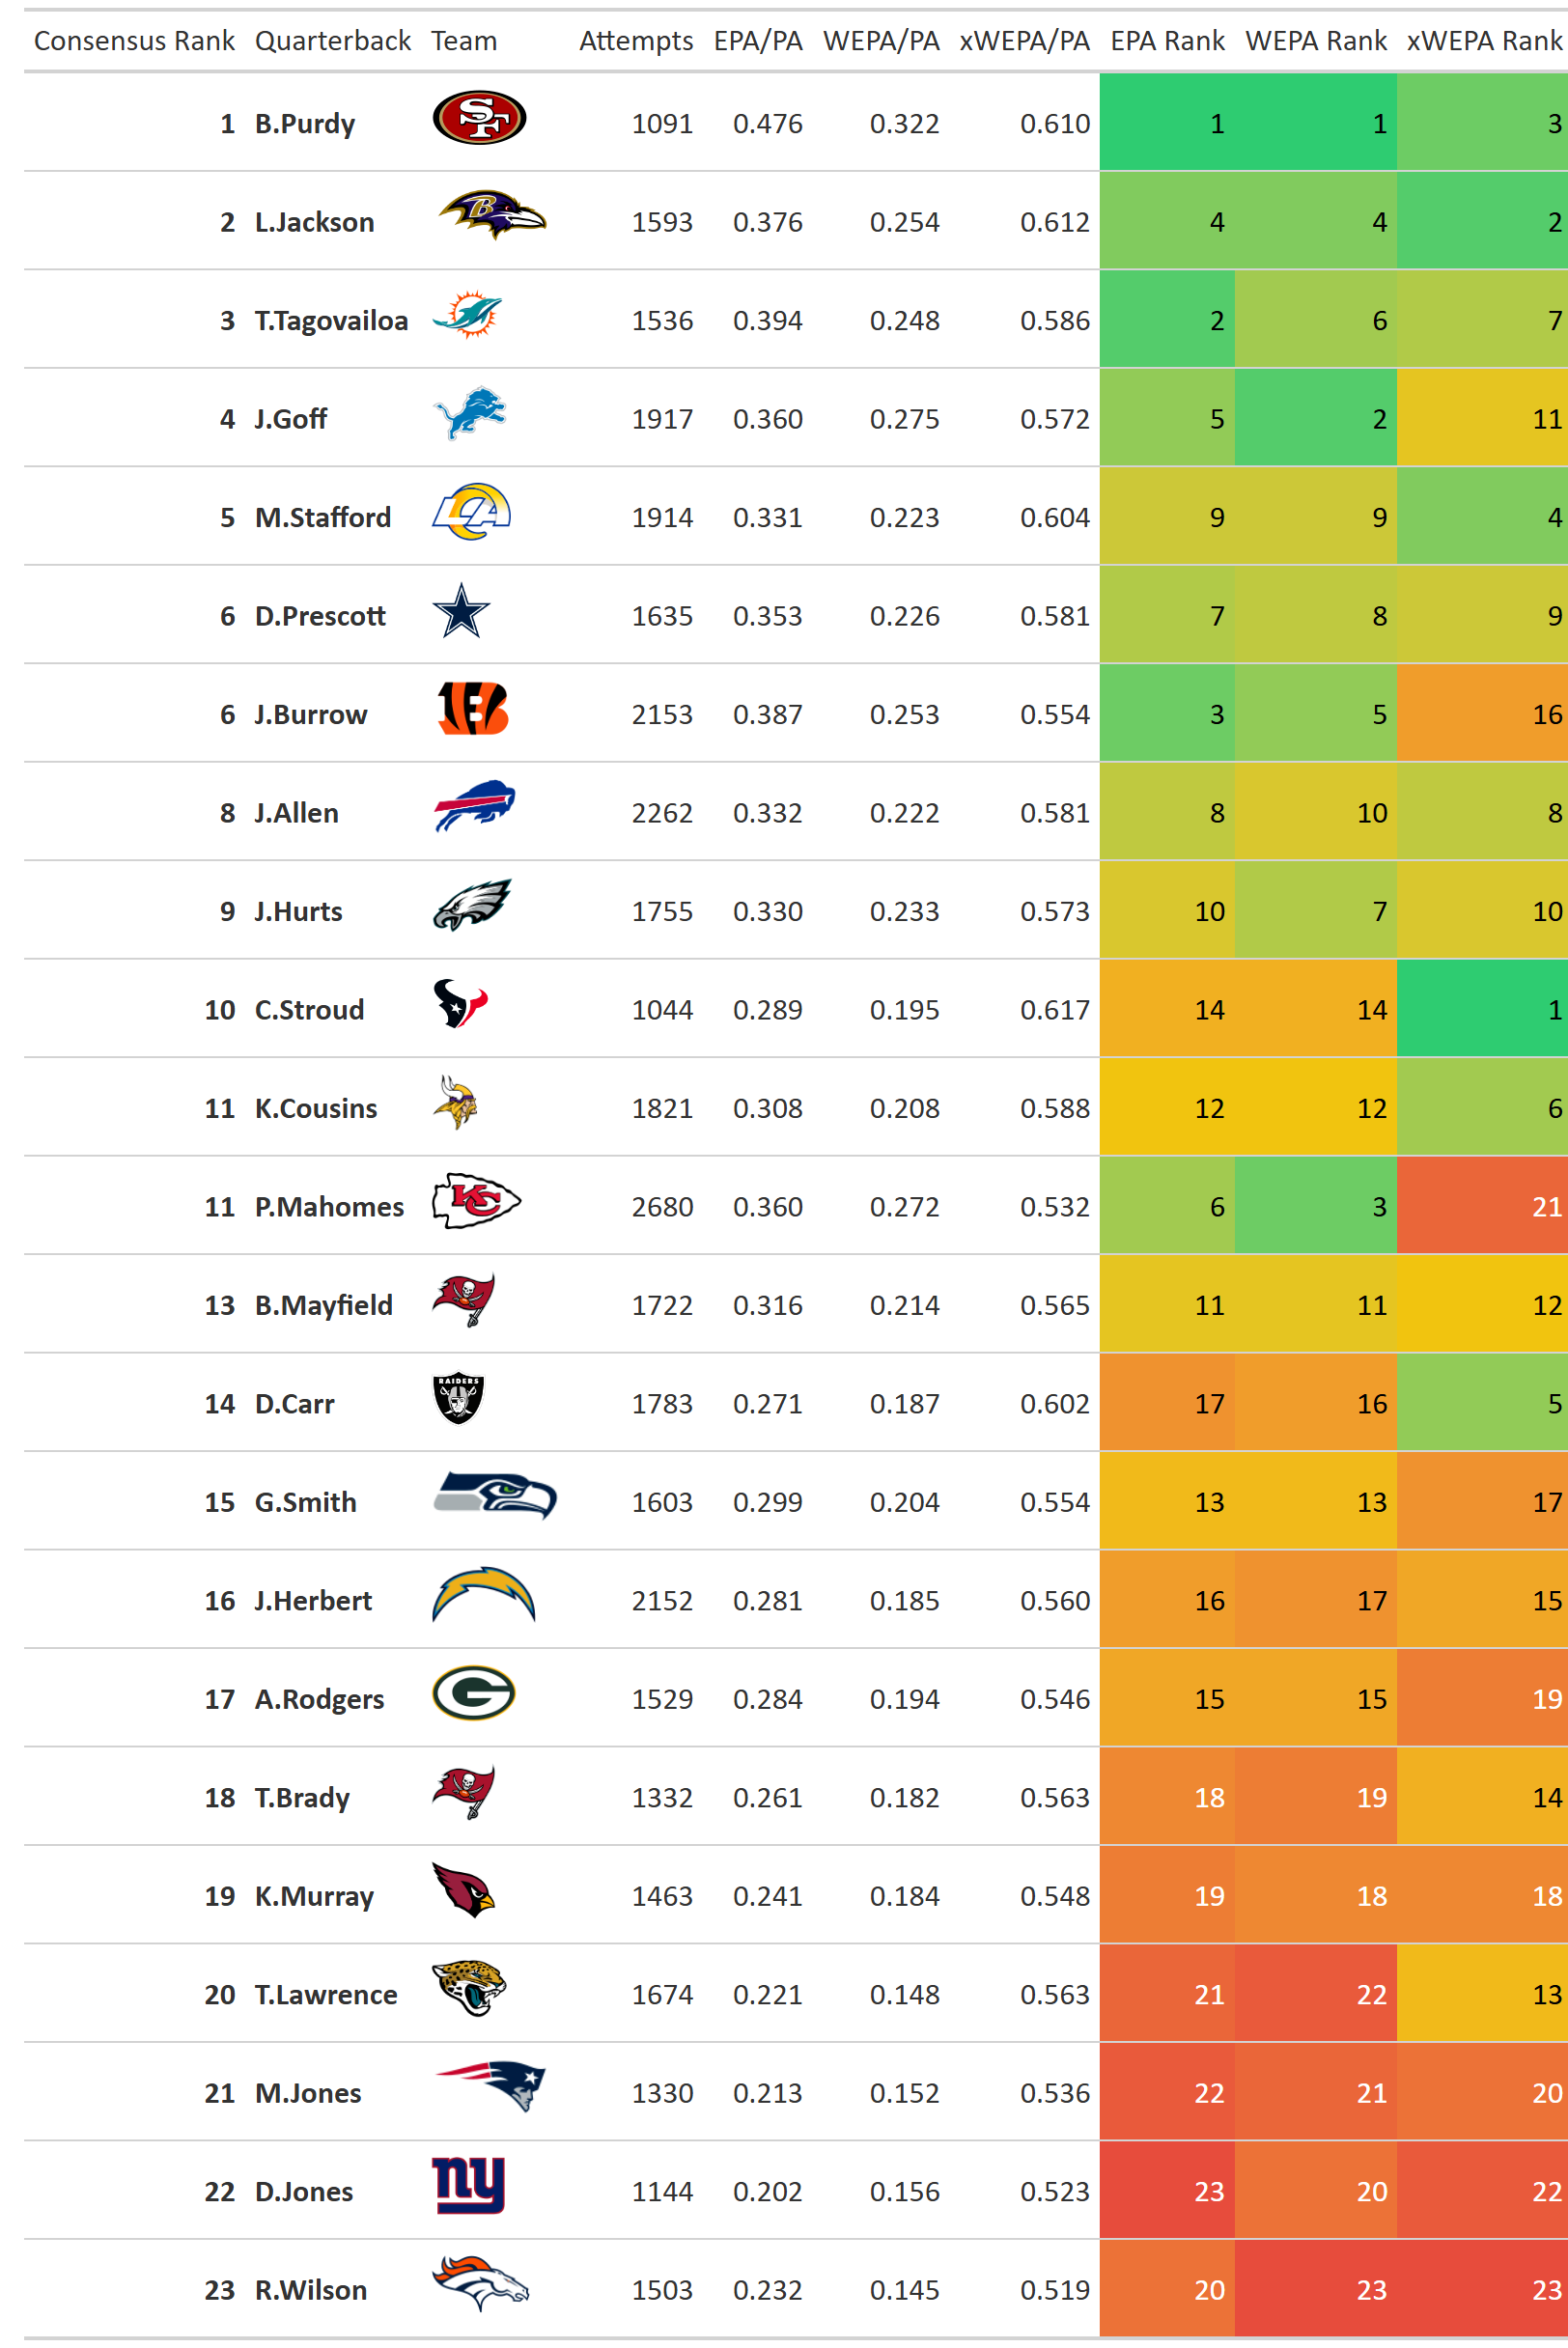 Consensus Rank Quarterback Team Attempts EPA/PA WEPA/PA xWEPA/PA EPA Rank WEPA Rank xWEPA Rank
1 B.Purdy SF 1091 0.476 0.322 0.610 1 1 3
2 L.Jackson B 1593 0.376 0.254 0.612 4 4 2
3 T.Tagovailoa 1536 0.394 0.248 0.586 2 6 7
4 J.Goff 1917 0.360 0.275 0.572 5 2 11
5 M.Stafford LA 1914 0.331 0.223 0.604 9 9 4
6 D.Prescott 1635 0.353 0.226 0.581 7 8 9
6 J.Burrow B 2153 0.387 0.253 0.554 3 5 16
8 J.Allen 2262 0.332 0.222 0.581 8 10 8
9 J.Hurts 1755 0.330 0.233 0.573 10 7 10
10 C.Stroud 1044 0.289 0.195 0.617 14 14 1
11 K.Cousins 1821 0.308 0.208 0.588 12 12 6
11 P.Mahomes KC 2680 0.360 0.272 0.532 6 3 21
13 B.Mayfield 1722 0.316 0.214 0.565 11 11 12
14 D.Carr RAIDERS 1783 0.271 0.187 0.602 17 16 5
15 G.Smith 1603 0.299 0.204 0.554 13 13 17
16 J.Herbert 2152 0.281 0.185 0.560 16 17 15
17 A.Rodgers G 1529 0.284 0.194 0.546 15 15 19
18 T.Brady 1332 0.261 0.182 0.563 18 19 14
19 K.Murray 1463 0.241 0.184 0.548 19 18 18
20 T.Lawrence 1674 0.221 0.148 0.563 21 22 13
21 M.Jones 1330 0.213 0.152 0.536 22 21 20
22 D.Jones ny 1144 0.202 0.156 0.523 23 20 22
23 R.Wilson 1503 0.232 0.145 0.519 20 23 23